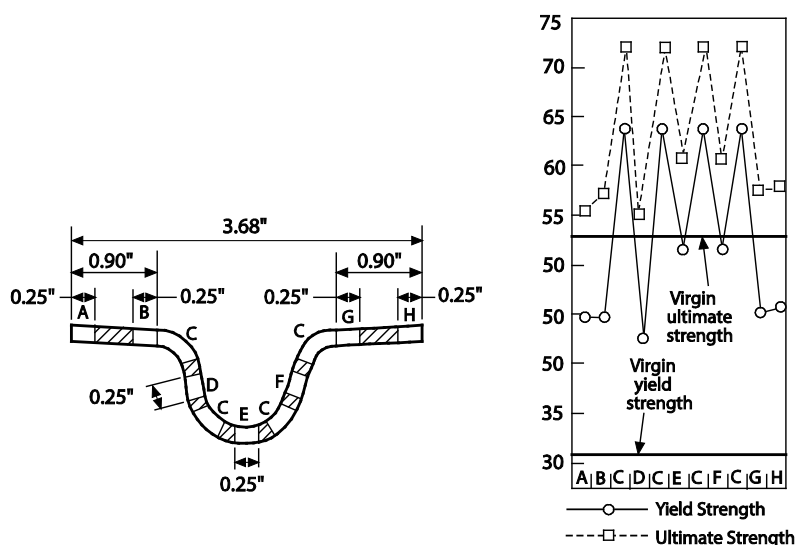 3.68"
0.90"
0.90"
0.25"
A
B
0.25"
0.25"
G
H
0.25"
C
C
0.25"
D
F
C
E
C
0.25"
75
70
65
60
55
50
50
50
35
30
Virgin
ultimate
strength
Virgin
yield
strength
A B C D C E C F C G H
Yield Strength
Ultimate Strength